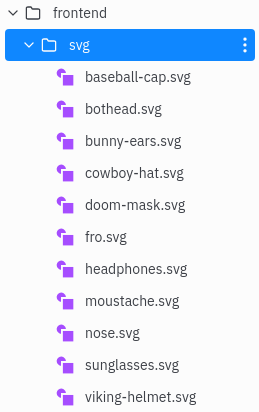 frontend
svg
baseball-cap.svg
bothead.svg
bunny-ears.svg
cowboy-hat.svg
doom-mask.svg
fro.svg
headphones.svg
moustache.svg
nose.svg
sunglasses.svg
viking-helmet.svg